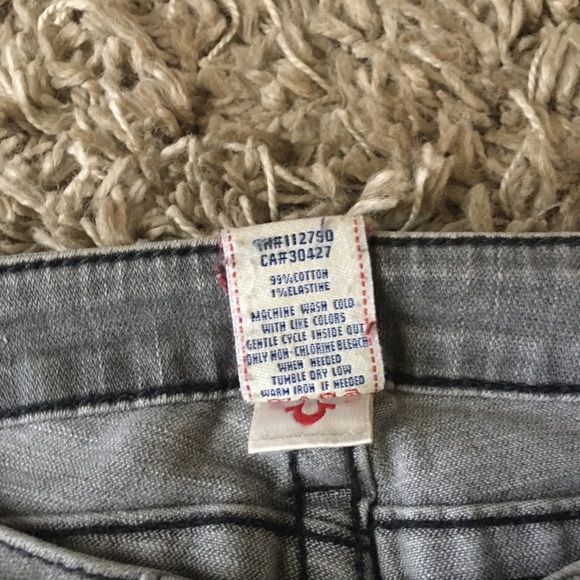 RN#112790
CA#30427
99%COTTON
1%ELASTINE
MACHINE WASH COLD
WITH LIKE COLORS
GENTLE CYCLE INSIDE OUT
ONLY NON-CHLORINE BLEACH
WHEN NEEDED
TUMBLE DRY LOW
WARM IRON IF NEEDED